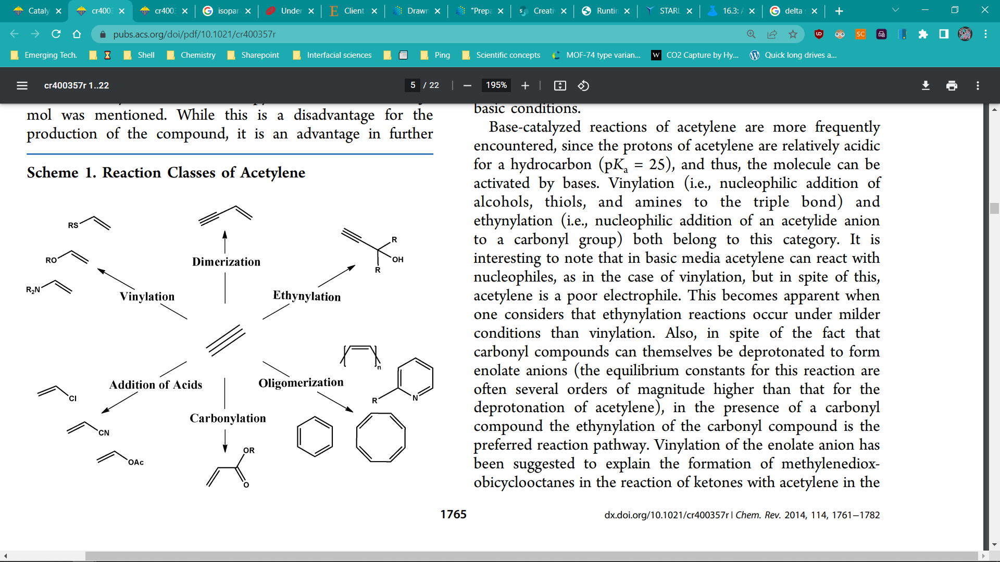 Cataly
cr400
cr400
isopar
Under
Client
Drawn
"Prepa
Creati
Runtin
STARL
16.3:
delta
pubs.acs.org/doi/pdf/10.1021/cr400357r
Emerging Tech.
Shell
Chemistry
Sharepoint
Interfacial sciences
Ping
Scientific concepts
MOF-74 type varian...
W CO2 Capture by Hy...
Quick long drives a...
cr400357r 1..22
5 / 22
195%
mol was mentioned. While this is a disadvantage for the
production of the compound, it is an advantage in further
Scheme 1. Reaction Classes of Acetylene
RS
RO
R₂N
Vinylation
Dimerization
Ethynylation
R
OH
R
Addition of Acids
Cl
CN
OAc
Carbonylation
OR
O
Oligomerization
n
R
N
basic conditions.
Base-catalyzed reactions of acetylene are more frequently
encountered, since the protons of acetylene are relatively acidic
for a hydrocarbon (pKₐ = 25), and thus, the molecule can be
activated by bases. Vinylation (i.e., nucleophilic addition of
alcohols, thiols, and amines to the triple bond) and
ethynylation (i.e., nucleophilic addition of an acetylide anion
to a carbonyl group) both belong to this category. It is
interesting to note that in basic media acetylene can react with
nucleophiles, as in the case of vinylation, but in spite of this,
acetylene is a poor electrophile. This becomes apparent when
one considers that ethynylation reactions occur under milder
conditions than vinylation. Also, in spite of the fact that
carbonyl compounds can themselves be deprotonated to form
enolate anions (the equilibrium constants for this reaction are
often several orders of magnitude higher than that for the
deprotonation of acetylene), in the presence of a carbonyl
compound the ethynylation of the carbonyl compound is the
preferred reaction pathway. Vinylation of the enolate anion has
been suggested to explain the formation of methylenediox-
obicyclooctanes in the reaction of ketones with acetylene in the
1765
dx.doi.org/10.1021/cr400357r | Chem. Rev. 2014, 114, 1761−1782